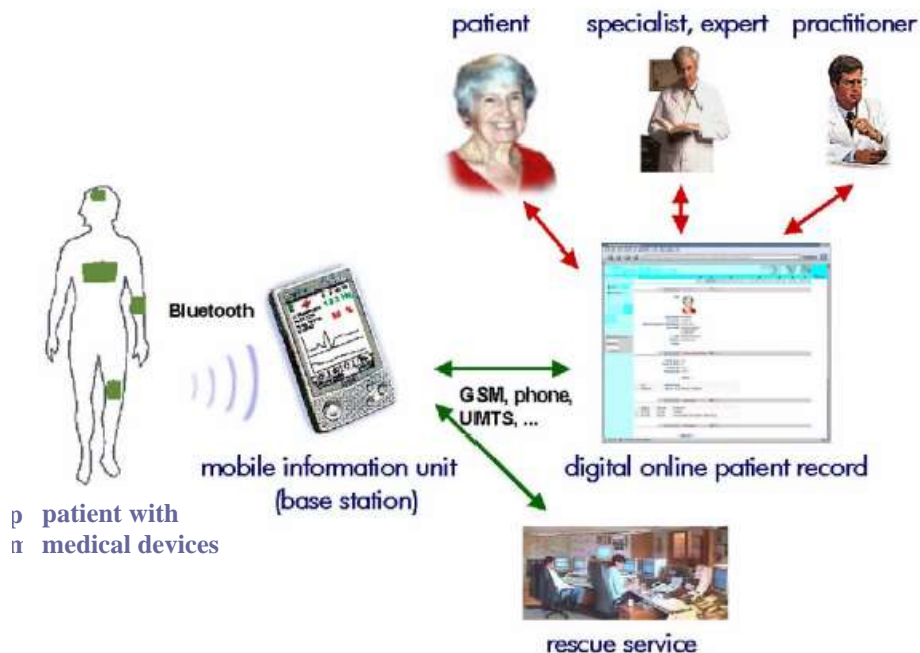 patient
specialist, expert
practitioner
Bluetooth
GSM, phone,
UMTS, ...
mobile information unit
(base station)
digital online patient record
p patient with
m medical devices
rescue service